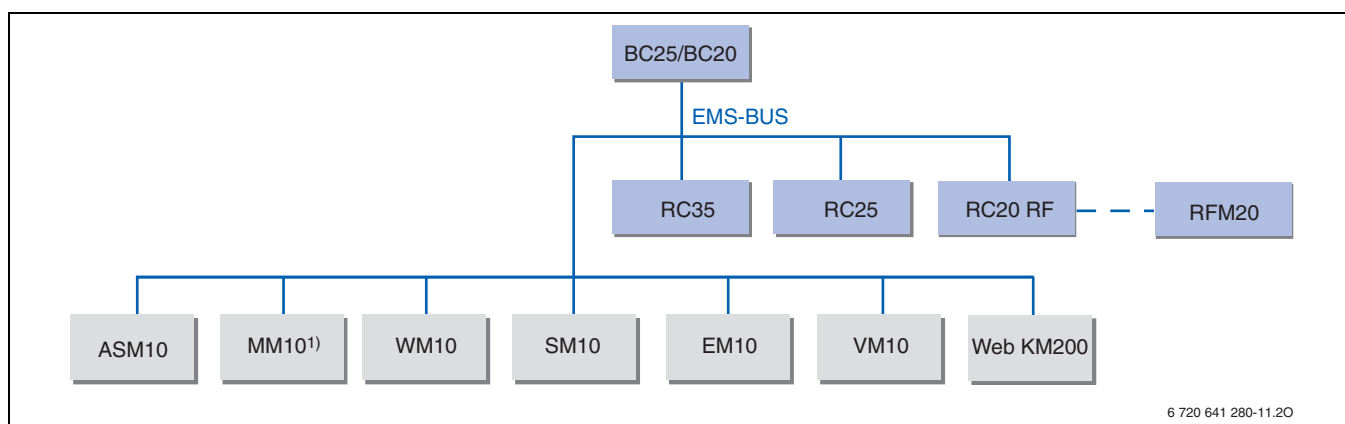 BC25/BC20
EMS-BUS
RC35
RC25
RC20 RF
RFM20
ASM10
MM10¹⁾
WM10
SM10
EM10
VM10
Web KM200
6 720 641 280-11.2O